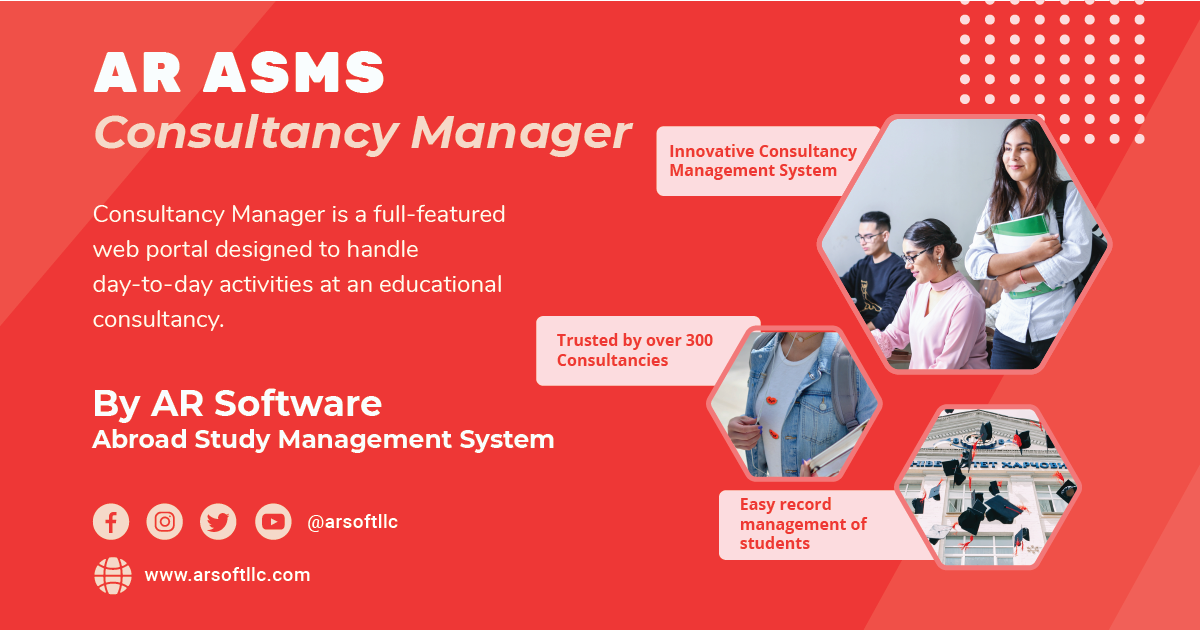 AR ASMS
Consultancy Manager
Consultancy Manager is a full-featured
web portal designed to handle
day-to-day activities at an educational
consultancy.
By AR Software
Abroad Study Management System
@arsoftllc
www.arsoftllc.com
Innovative Consultancy
Management System
Trusted by over 300
Consultancies
Easy record
management of
students
ХАРЧОВИ